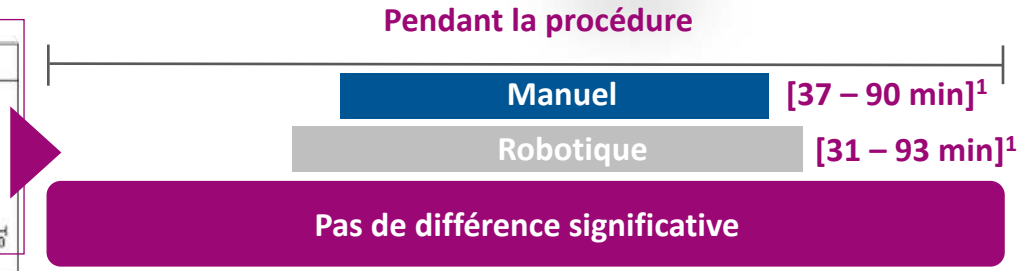 Pendant la procédure
Manuel [37 – 90 min]¹
Robotique [31 – 93 min]¹
Pas de différence significative